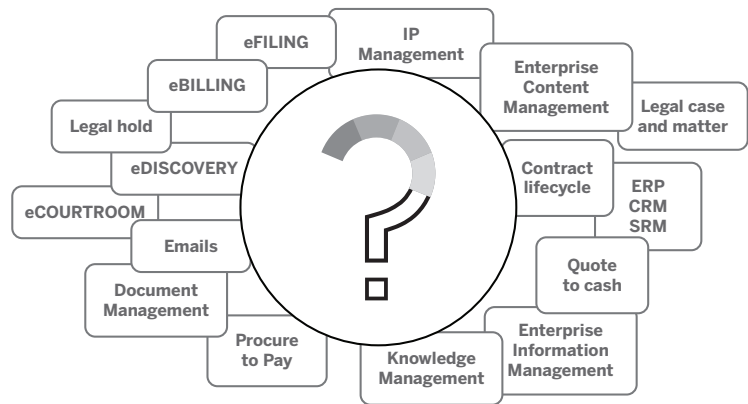 eFILING
IP
Management
eBILLING
Enterprise
Content
Management
Legal hold
Legal case
and matter
eDISCOVERY
Contract
lifecycle
eCOURTROOM
ERP
CRM
SRM
Emails
Quote
to cash
Document
Management
Procure
to Pay
Knowledge
Management
Enterprise
Information
Management
?